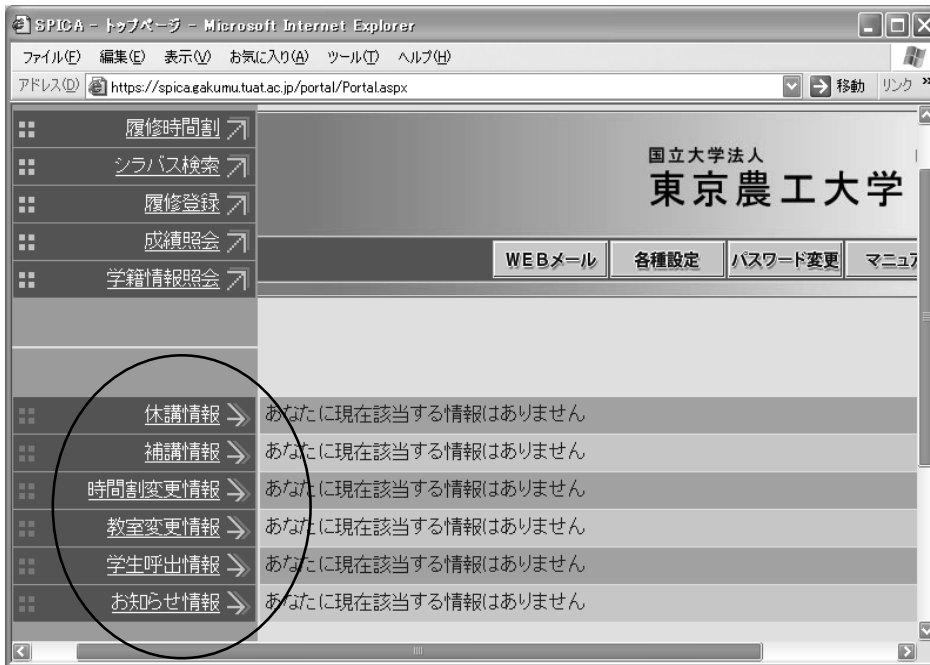 SPICA - トップページ - Microsoft Internet Explorer
ファイル(F) 編集(E) 表示(V) お気に入り(A) ツール(T) ヘルプ(H)
アドレス(D) https://spica.gakumu.tuat.ac.jp/portal/Portal.aspx 移動 リンク »
履修時間割
シラバス検索
履修登録
成績照会
学籍情報照会
国立大学法人
東京農工大学
WEBメール 各種設定 パスワード変更 マニュア
休講情報 あなたに現在該当する情報はありません
補講情報 あなたに現在該当する情報はありません
時間割変更情報 あなたに現在該当する情報はありません
教室変更情報 あなたに現在該当する情報はありません
学生呼出情報 あなたに現在該当する情報はありません
お知らせ情報 あなたに現在該当する情報はありません